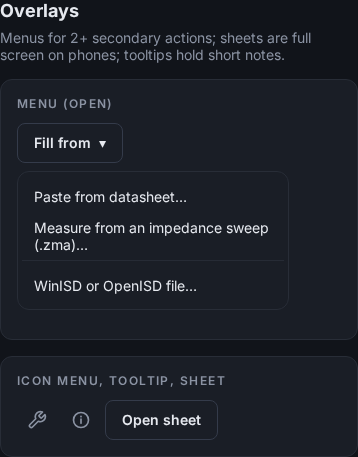 Overlays
Menus for 2+ secondary actions; sheets are full
screen on phones; tooltips hold short notes.
MENU (OPEN)
Fill from ▾
Paste from datasheet...
Measure from an impedance sweep
(.zma)...
WinISD or OpenISD file...
ICON MENU, TOOLTIP, SHEET
Open sheet